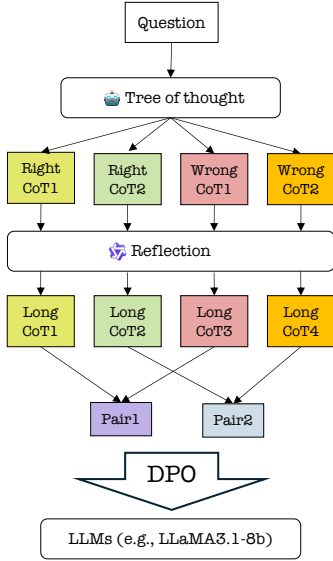 Question
Tree of thought
Right
CoT1
Right
CoT2
Wrong
CoT1
Wrong
CoT2
Reflection
Long
CoT1
Long
CoT2
Long
CoT3
Long
CoT4
Pair1
Pair2
DPO
LLMs (e.g., LLaMA3.1-8b)